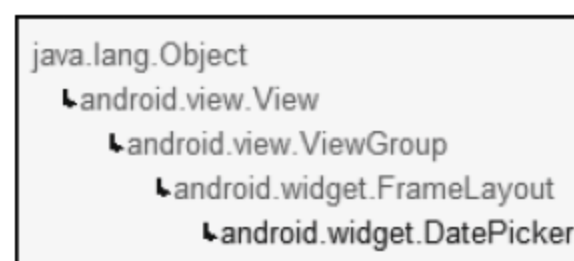 java.lang.Object
android.view.View
android.view.ViewGroup
android.widget.FrameLayout
android.widget.DatePicker